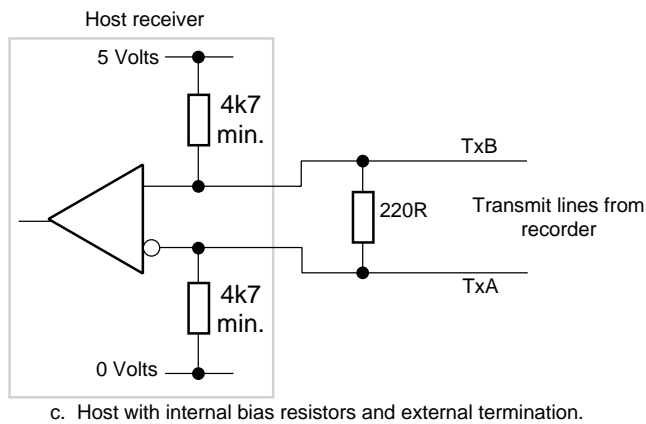 Host receiver
5 Volts
4k7
min.
TxB
220R
Transmit lines from
recorder
TxA
4k7
min.
0 Volts
c. Host with internal bias resistors and external termination.